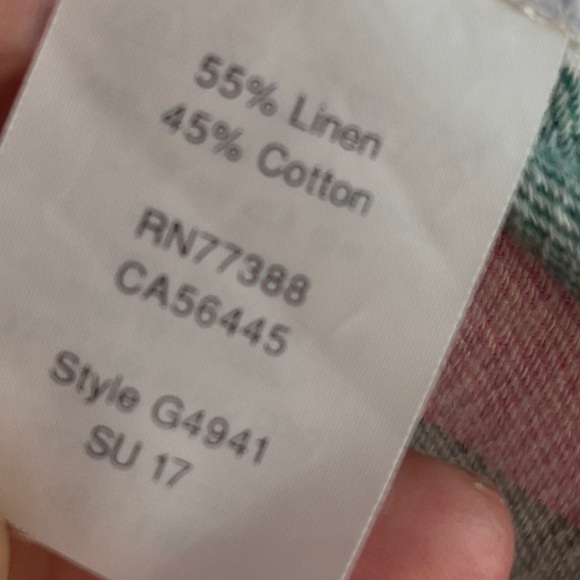 55% Linen
45% Cotton
RN77388
CA56445
Style G4941
SU 17